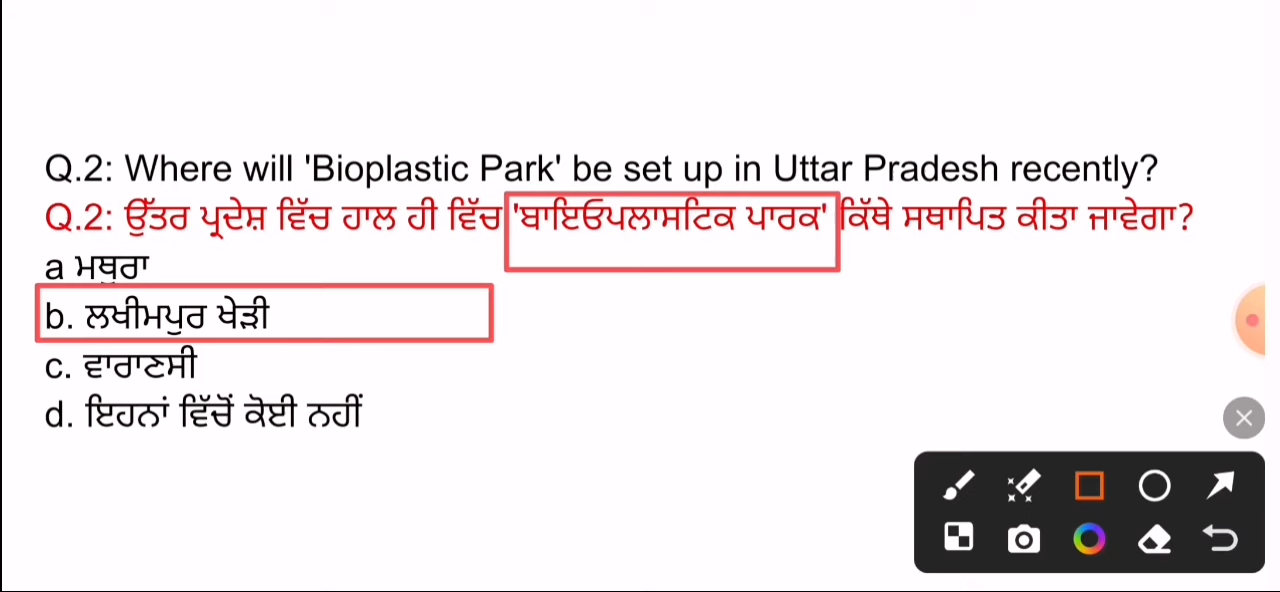 Q.2: Where will 'Bioplastic Park' be set up in Uttar Pradesh recently?
Q.2: ਉੱਤਰ ਪ੍ਰਦੇਸ਼ ਵਿੱਚ ਹਾਲ ਹੀ ਵਿੱਚ 'ਬਾਇਓਪਲਾਸਟਿਕ ਪਾਰਕ' ਕਿੱਥੇ ਸਥਾਪਿਤ ਕੀਤਾ ਜਾਵੇਗਾ?
a ਮਥੁਰਾ
b. ਲਖੀਮਪੁਰ ਖੇੜੀ
c. ਵਾਰਾਣਸੀ
d. ਇਹਨਾਂ ਵਿੱਚੋਂ ਕੋਈ ਨਹੀਂ